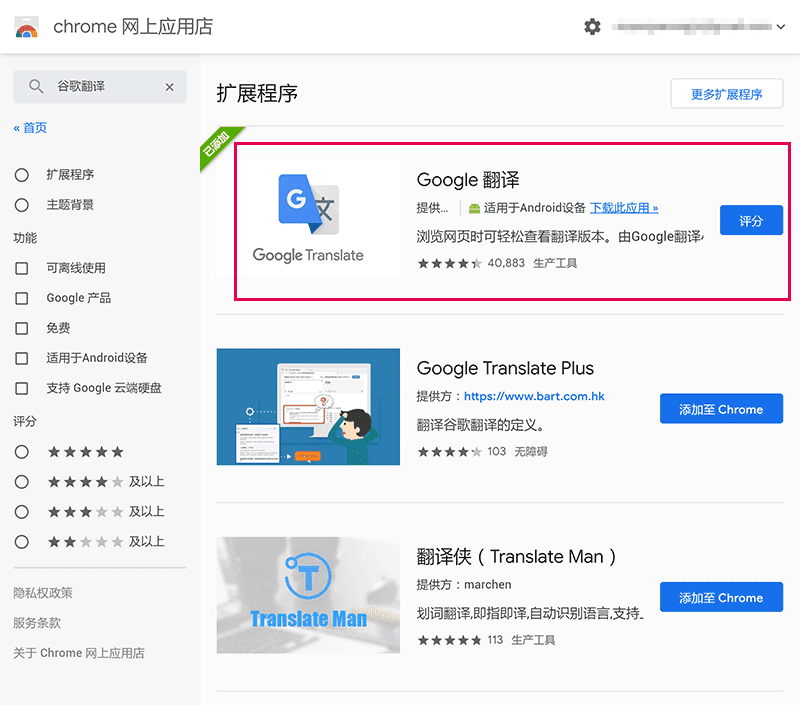 chrome 网上应用店
谷歌翻译
« 首页
扩展程序
主题背景
功能
可离线使用
Google 产品
免费
适用于Android设备
支持 Google 云端硬盘
评分
及以上
及以上
及以上
隐私权政策
服务条款
关于 Chrome 网上应用店
扩展程序
更多扩展程序
已添加
Google Translate
Google 翻译
提供... 适用于Android设备 下载此应用 »
浏览网页时可轻松查看翻译版本。由Google翻译
40,883 生产工具
评分
Google Translate Plus
提供方：https://www.bart.com.hk
翻译谷歌翻译的定义。
103 无障碍
添加至 Chrome
T
Translate Man
翻译侠（Translate Man）
提供方：marchen
划词翻译,即指即译,自动识别语言,支持...
113 生产工具
添加至 Chrome